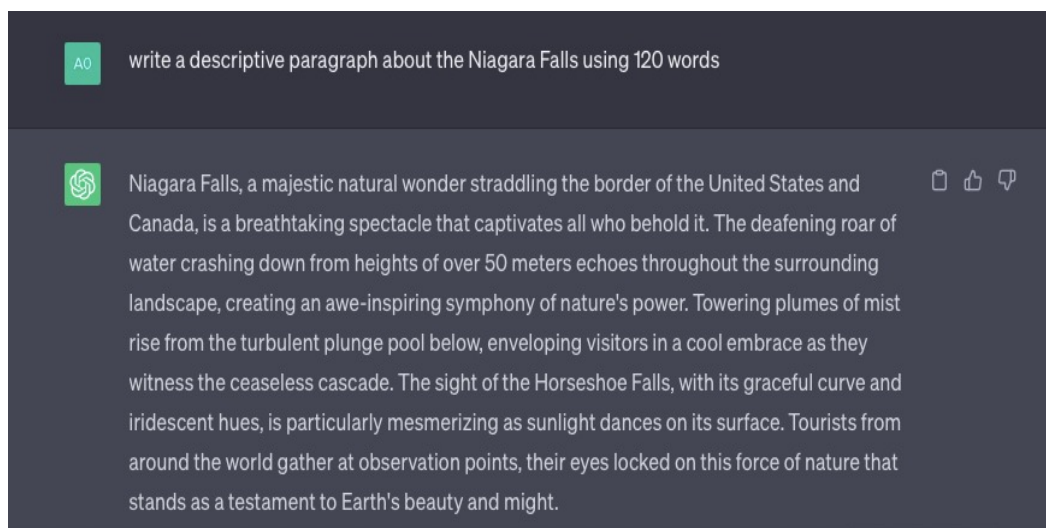 AO
write a descriptive paragraph about the Niagara Falls using 120 words
Niagara Falls, a majestic natural wonder straddling the border of the United States and
Canada, is a breathtaking spectacle that captivates all who behold it. The deafening roar of
water crashing down from heights of over 50 meters echoes throughout the surrounding
landscape, creating an awe-inspiring symphony of nature's power. Towering plumes of mist
rise from the turbulent plunge pool below, enveloping visitors in a cool embrace as they
witness the ceaseless cascade. The sight of the Horseshoe Falls, with its graceful curve and
iridescent hues, is particularly mesmerizing as sunlight dances on its surface. Tourists from
around the world gather at observation points, their eyes locked on this force of nature that
stands as a testament to Earth's beauty and might.